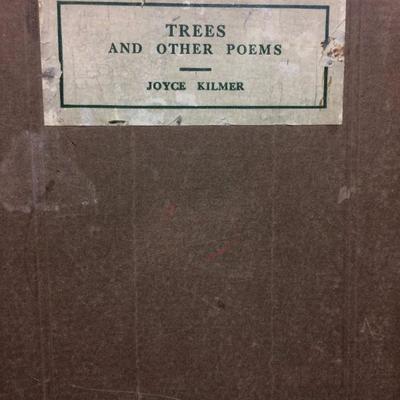 TREES
AND OTHER POEMS
JOYCE KILMER